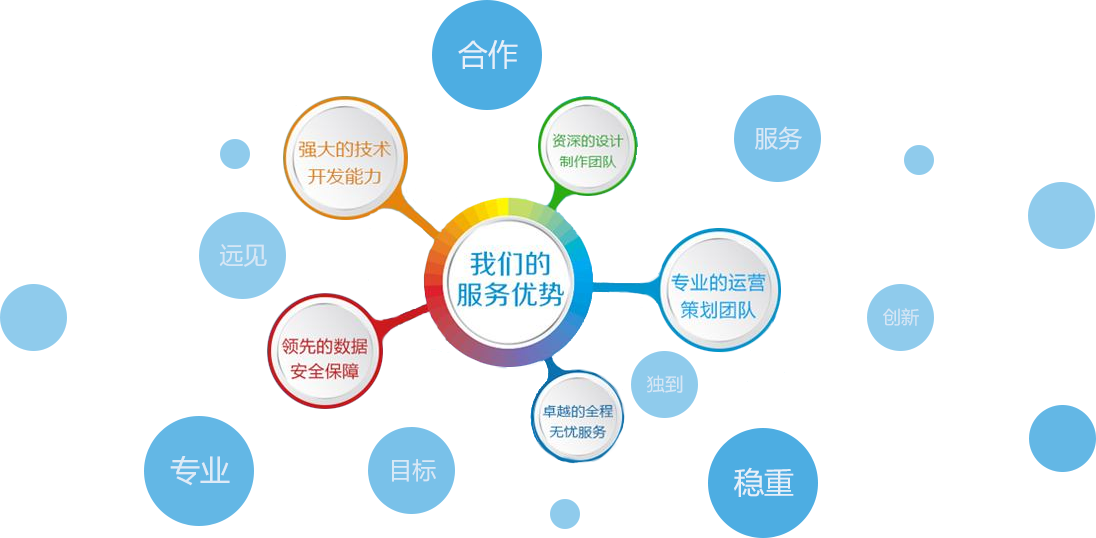 合作
服务
强大的技术
开发能力
资深的设计
制作团队
远见
我们的
服务优势
专业的运营
策划团队
创新
领先的数据
安全保障
独到
卓越的全程
无忧服务
专业
目标
稳重